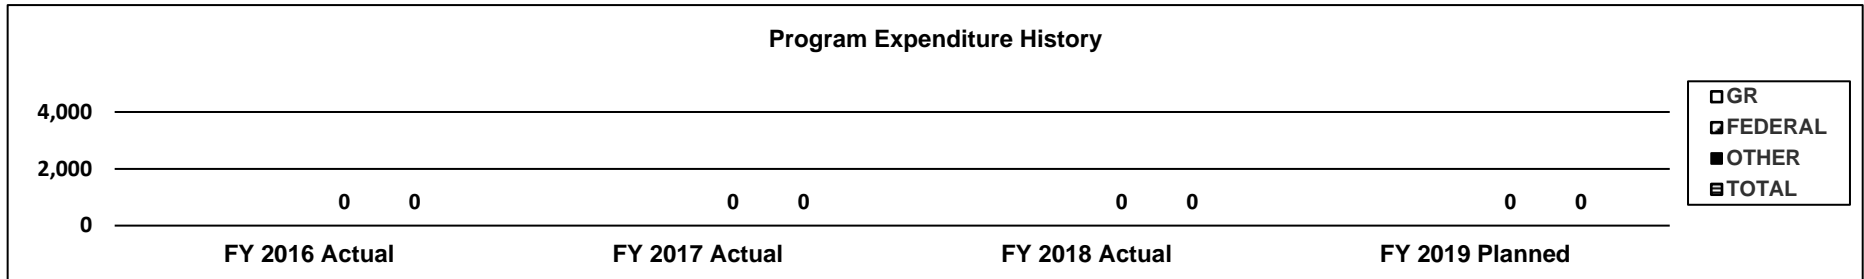 Program Expenditure History
4,000
2,000
0
0 0 0 0 0 0 0 0
FY 2016 Actual FY 2017 Actual FY 2018 Actual FY 2019 Planned
GR
FEDERAL
OTHER
TOTAL